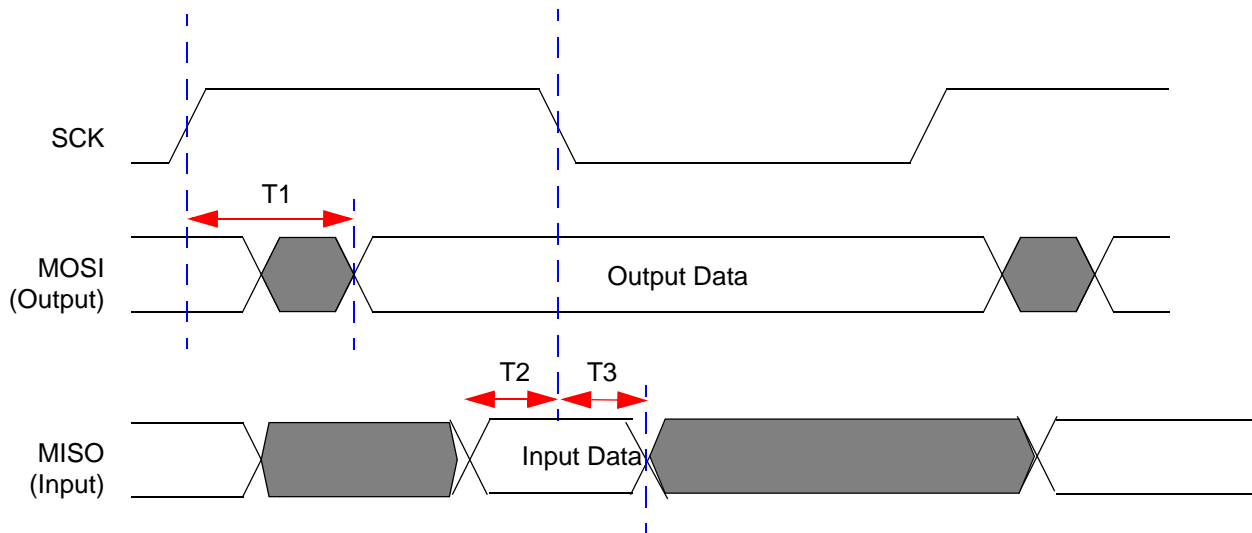 SCK
T1
MOSI
(Output)
Output Data
T2
T3
MISO
(Input)
Input Data